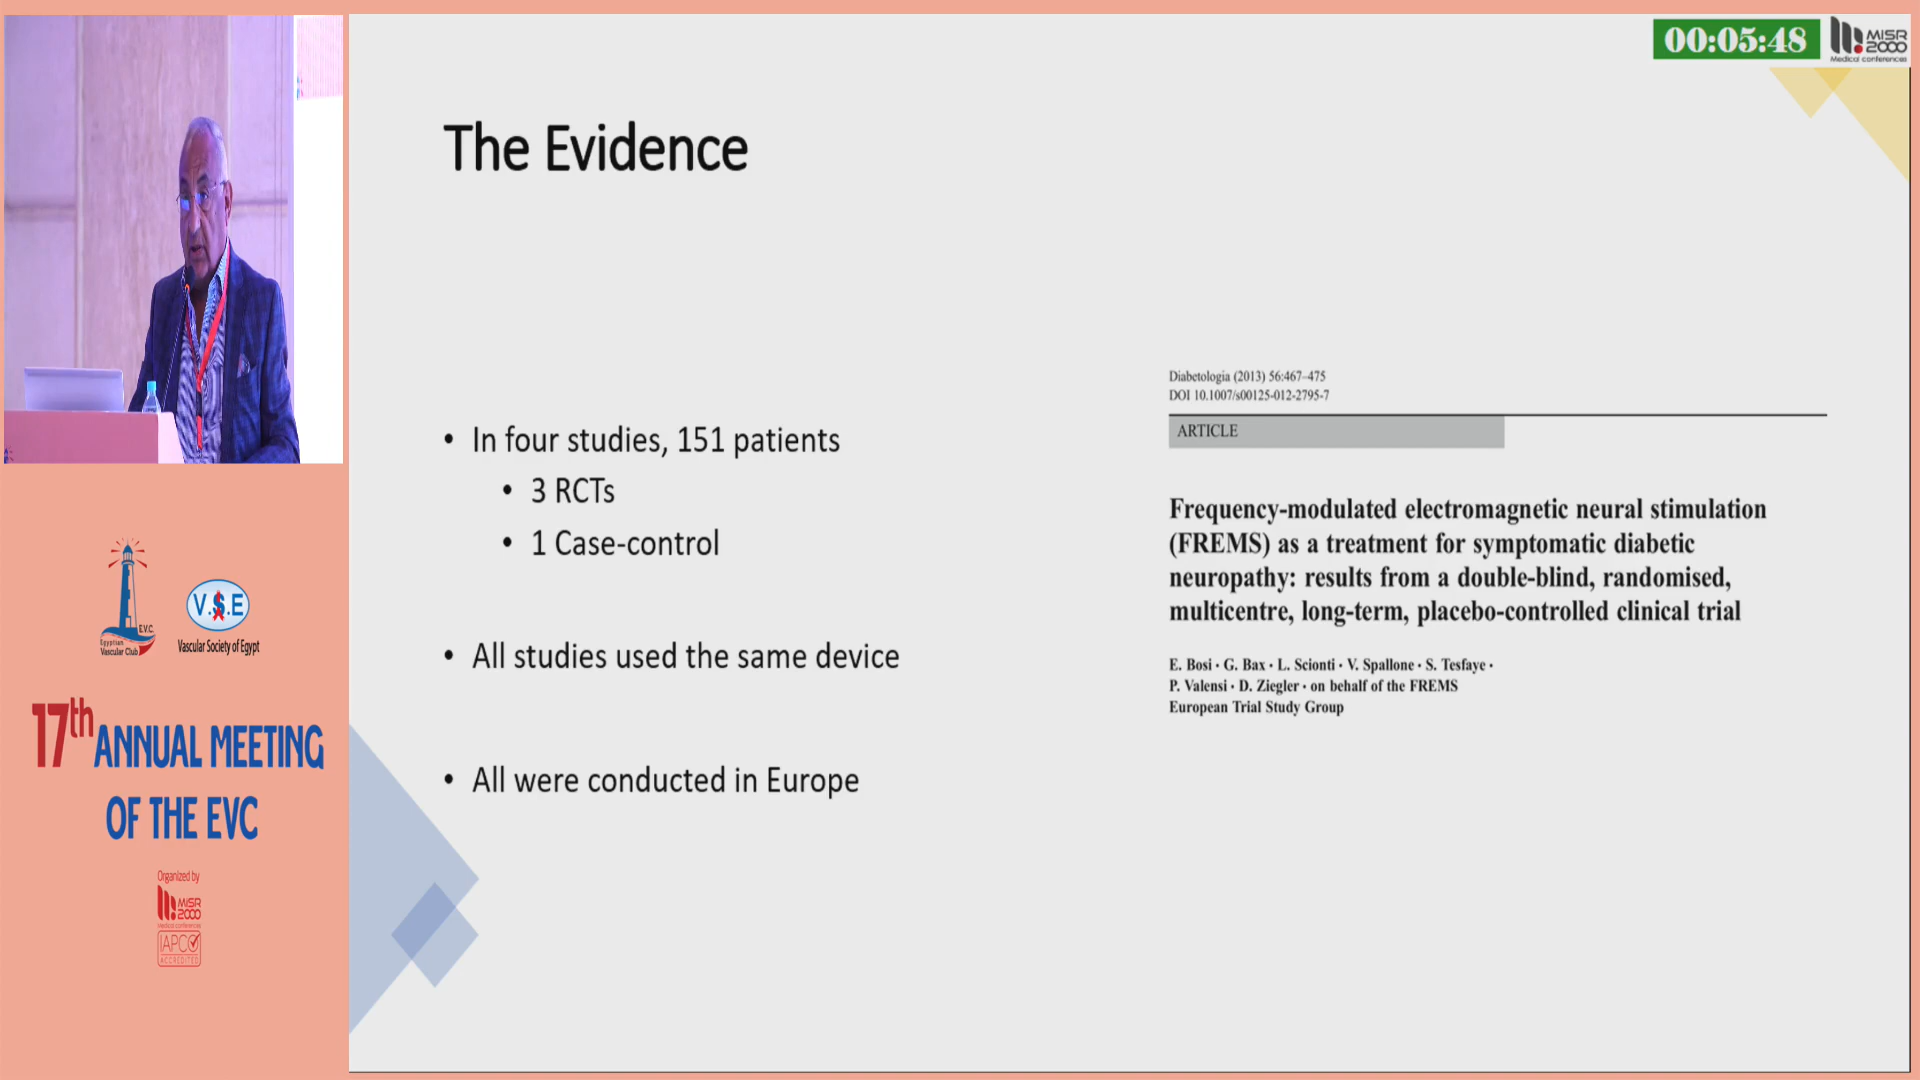 00:05:48
MISR
2000
Medical conferences
The Evidence
• In four studies, 151 patients
• 3 RCTs
• 1 Case-control
• All studies used the same device
• All were conducted in Europe
Diabetologia (2013) 56:467–475
DOI 10.1007/s00125-012-2795-7
ARTICLE
Frequency-modulated electromagnetic neural stimulation
(FREMS) as a treatment for symptomatic diabetic
neuropathy: results from a double-blind, randomised,
multicentre, long-term, placebo-controlled clinical trial
E. Bosi · G. Bax · L. Scionti · V. Spallone · S. Tesfaye ·
P. Valensi · D. Ziegler · on behalf of the FREMS
European Trial Study Group
E.V.C
Egyptian
Vascular Club
V.S.E
Vascular Society of Egypt
17th ANNUAL MEETING
OF THE EVC
Organized by
MISR
2000
Medical conferences
IAPCO
ACCREDITED